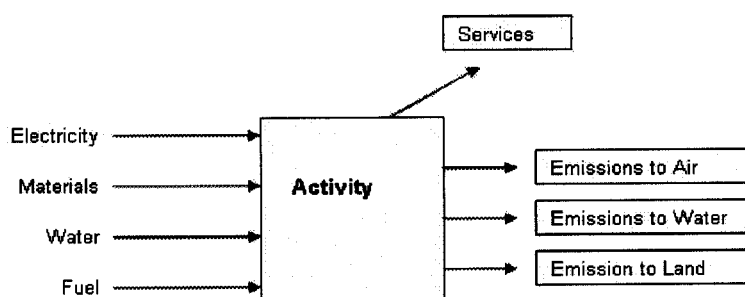 Services
Electricity
Materials
Water
Fuel
Activity
Emissions to Air
Emissions to Water
Emission to Land